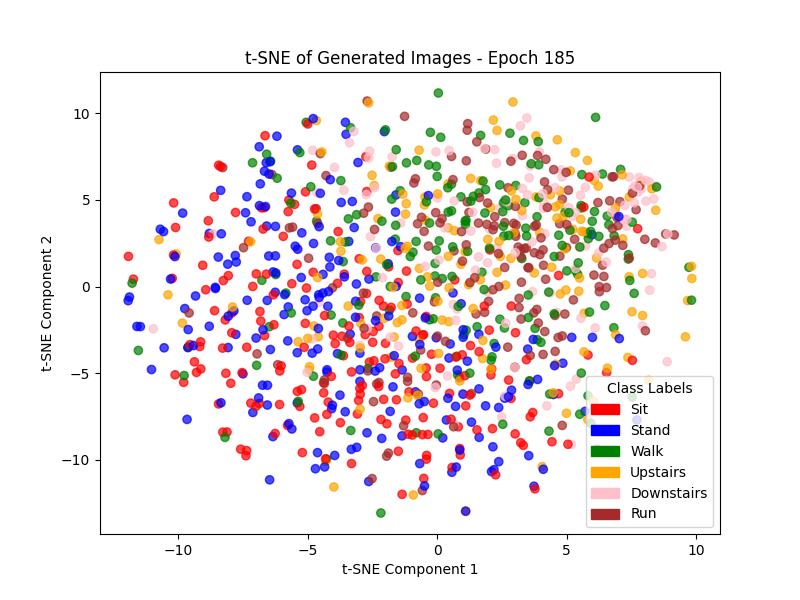 t-SNE of Generated Images - Epoch 185
10
5
0
−5
−10
t-SNE Component 2
−10 −5 0 5 10
t-SNE Component 1
Class Labels
Sit
Stand
Walk
Upstairs
Downstairs
Run